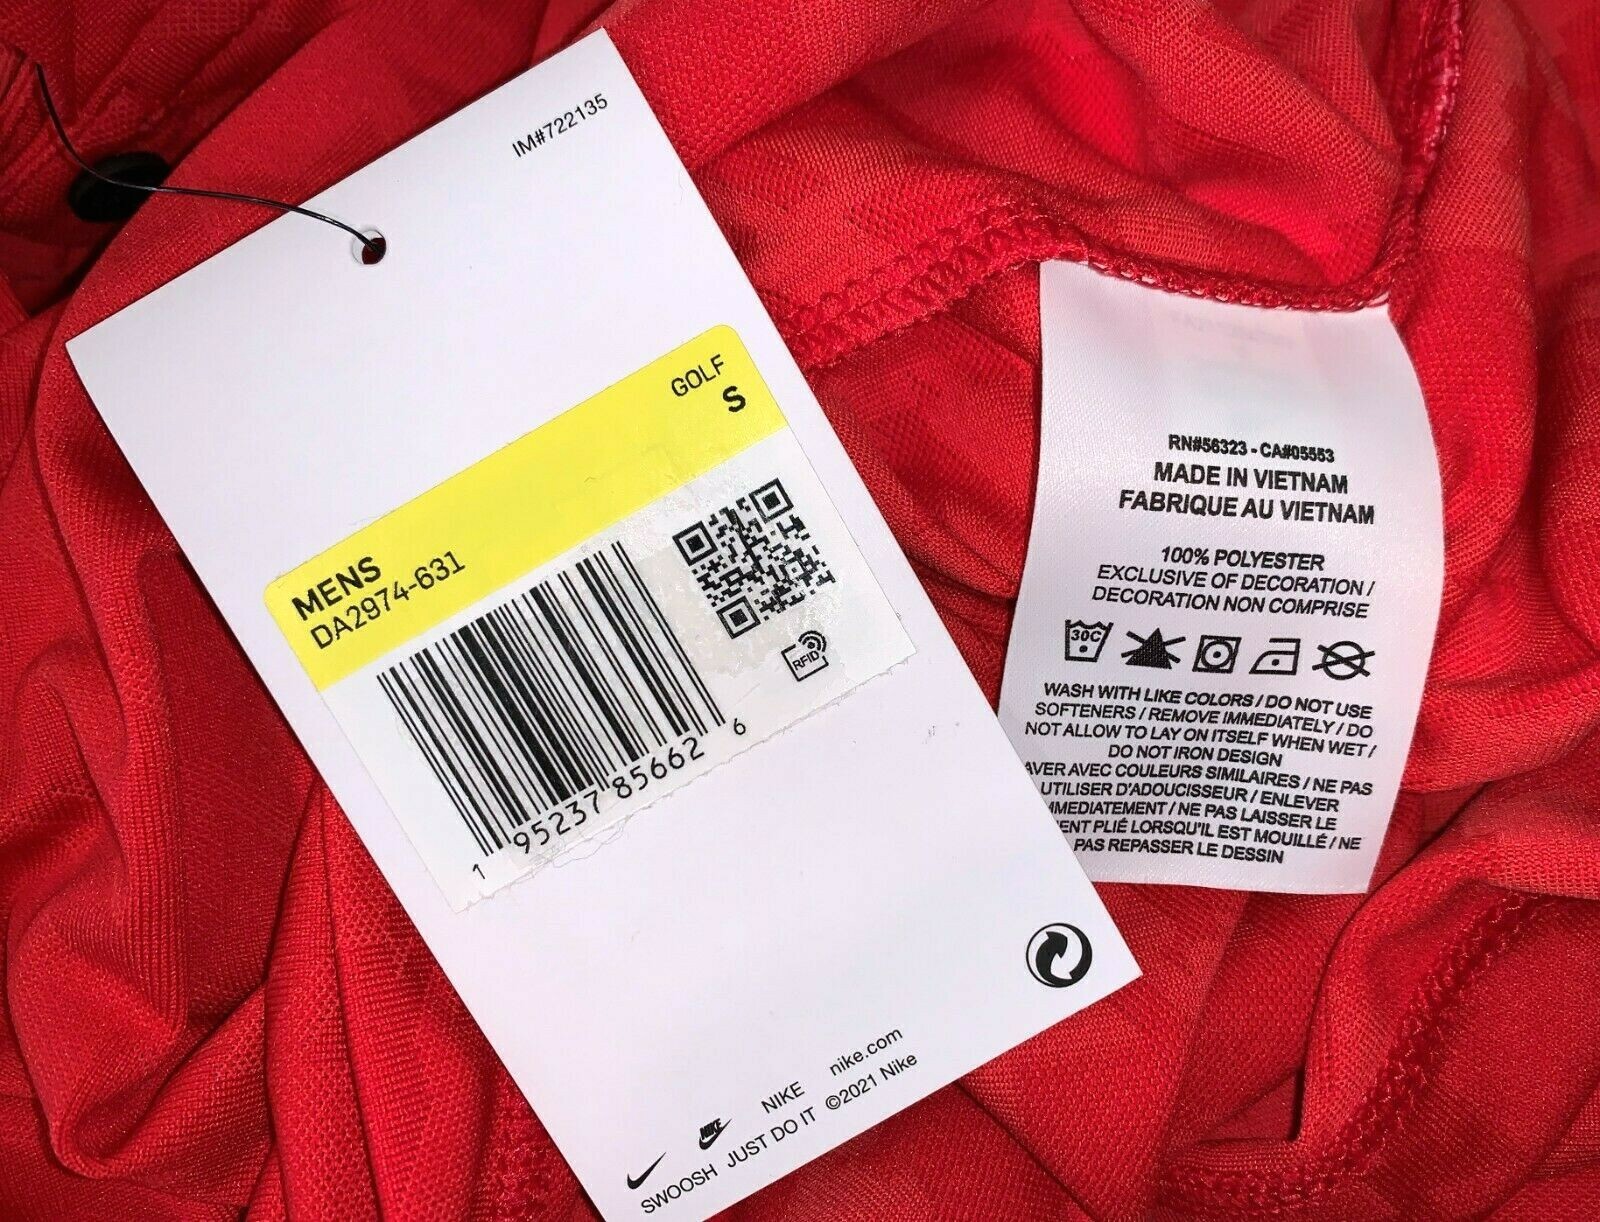 IM#722135
GOLF
S
MENS
DA2974-631
RFID
1 95237 85662 6
NIKE nike.com
NIKE
SWOOSH JUST DO IT ©2021 Nike
RN#56323 - CA#05553
MADE IN VIETNAM
FABRIQUE AU VIETNAM
100% POLYESTER
EXCLUSIVE OF DECORATION /
DECORATION NON COMPRISE
30C
WASH WITH LIKE COLORS / DO NOT USE
SOFTENERS / REMOVE IMMEDIATELY / DO
NOT ALLOW TO LAY ON ITSELF WHEN WET /
DO NOT IRON DESIGN
AVER AVEC COULEURS SIMILAIRES / NE PAS
UTILISER D'ADOUCISSEUR / ENLEVER
MMEDIATEMENT / NE PAS LAISSER LE
MENT PLIÉ LORSQU'IL EST MOUILLÉ / NE
PAS REPASSER LE DESSIN